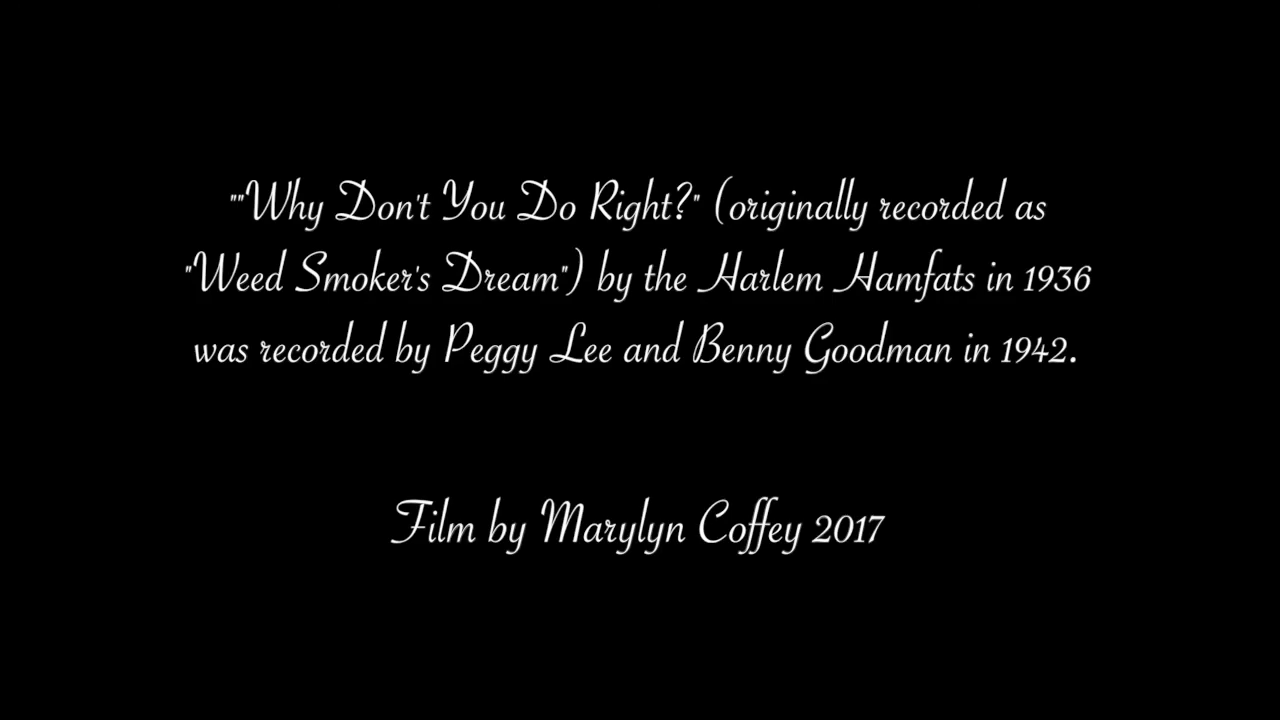 ""Why Don't You Do Right?" (originally recorded as
"Weed Smoker's Dream") by the Harlem Hamfats in 1936
was recorded by Peggy Lee and Benny Goodman in 1942.
Film by Marylyn Coffey 2017